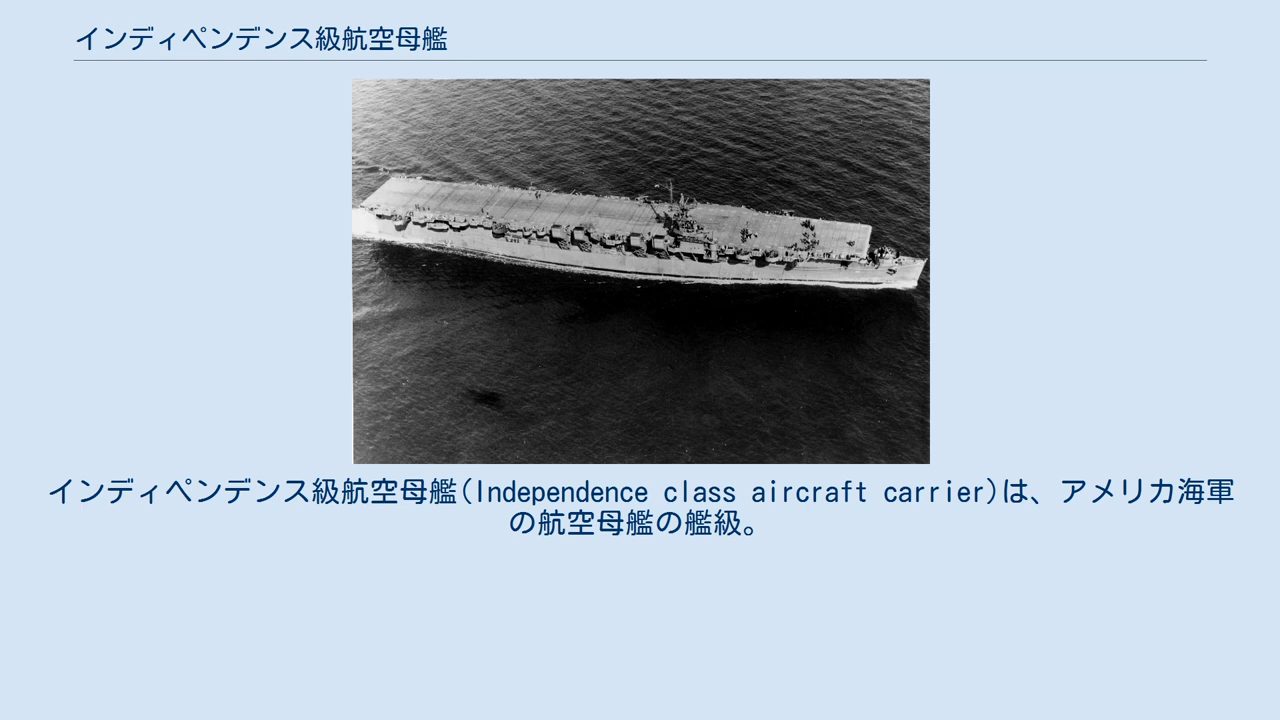 インディペンデンス級航空母艦
インディペンデンス級航空母艦(Independence class aircraft carrier)は、アメリカ海軍
の航空母艦の艦級。